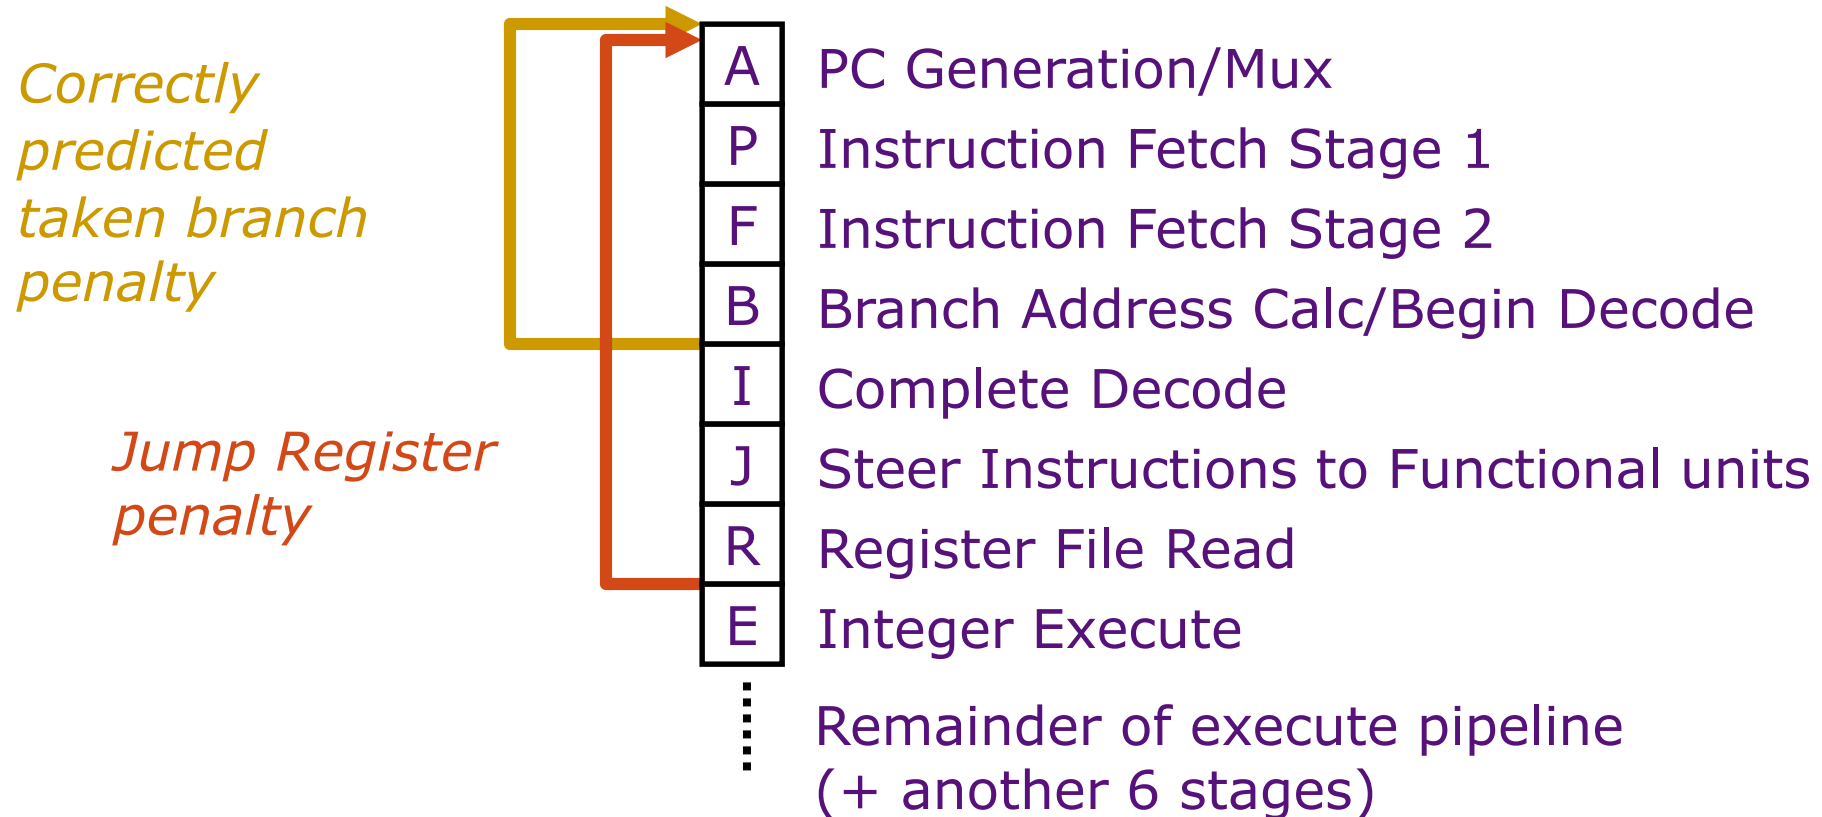 Correctly
predicted
taken branch
penalty
Jump Register
penalty
A PC Generation/Mux
P Instruction Fetch Stage 1
F Instruction Fetch Stage 2
B Branch Address Calc/Begin Decode
I Complete Decode
J Steer Instructions to Functional units
R Register File Read
E Integer Execute
Remainder of execute pipeline
(+ another 6 stages)